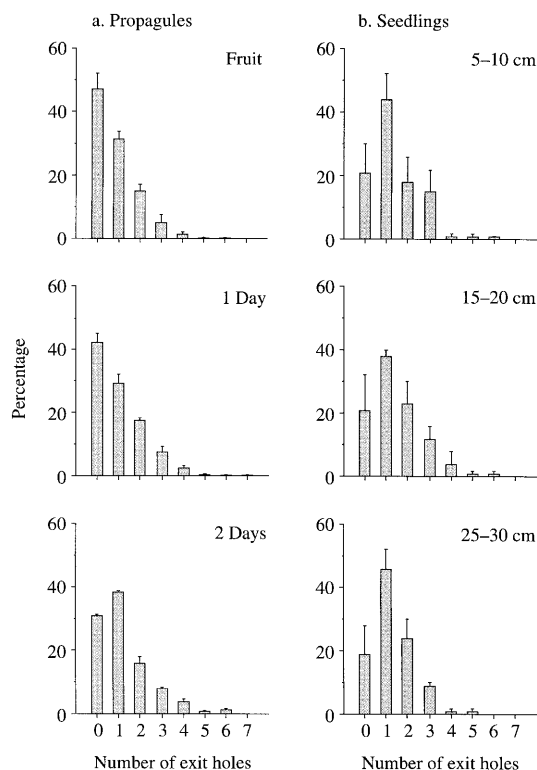 a. Propagules
b. Seedlings
Fruit
60
40
20
0
5–10 cm
60
40
20
0
1 Day
60
40
20
0
15–20 cm
60
40
20
0
Percentage
2 Days
60
40
20
0
0 1 2 3 4 5 6 7
Number of exit holes
25–30 cm
60
40
20
0
0 1 2 3 4 5 6 7
Number of exit holes